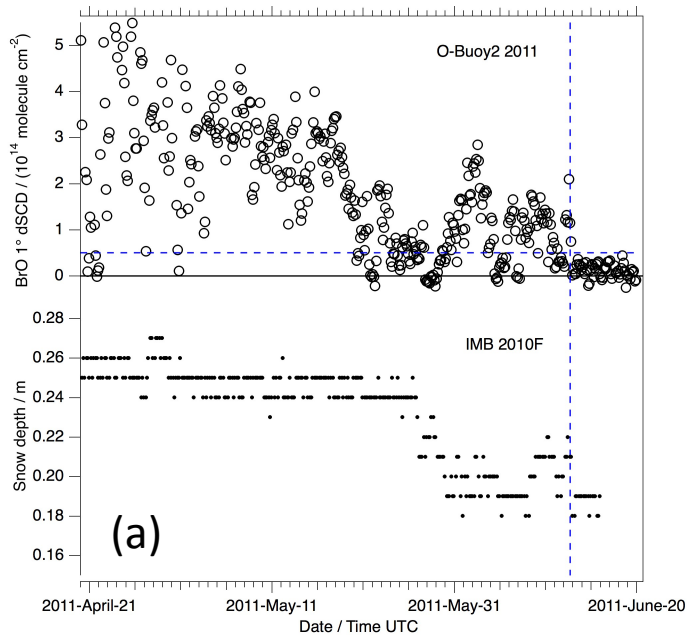 O-Buoy2 2011
BrO 1° dSCD / (10^14 molecule cm^-2)
5
4
3
2
1
0
IMB 2010F
Snow depth / m
0.28
0.26
0.24
0.22
0.20
0.18
0.16
(a)
2011-April-21 2011-May-11 2011-May-31 2011-June-20
Date / Time UTC